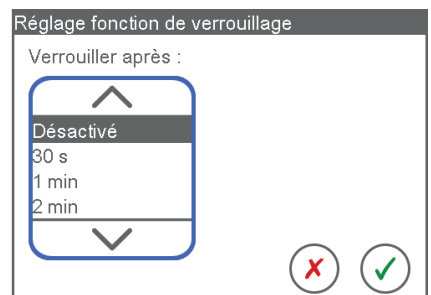 Réglage fonction de verrouillage
Verrouiller après :
Désactivé
30 s
1 min
2 min